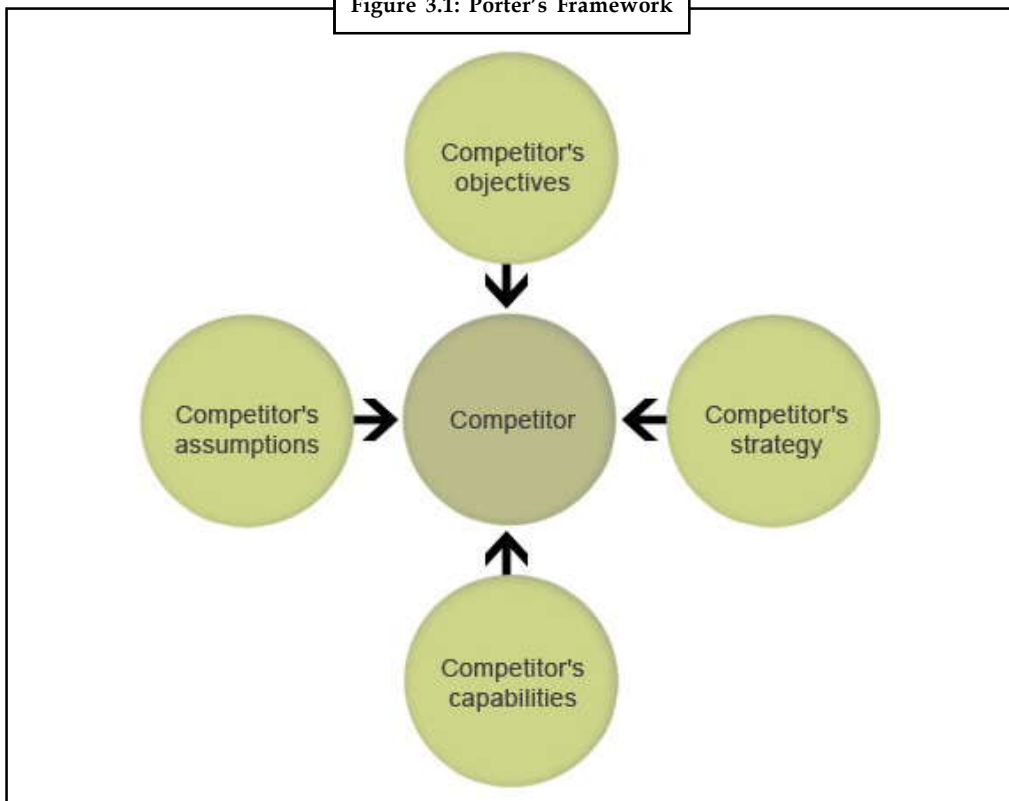 Figure 3.1: Porter's Framework
Competitor's
objectives
Competitor's
assumptions
Competitor
Competitor's
strategy
Competitor's
capabilities